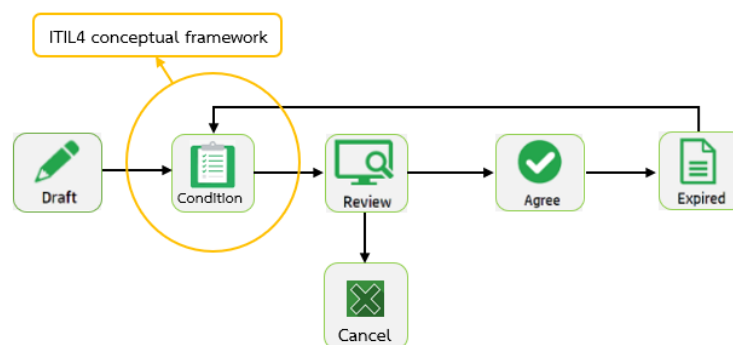 ITIL4 conceptual framework
Draft
Condition
Review
Agree
Expired
Cancel